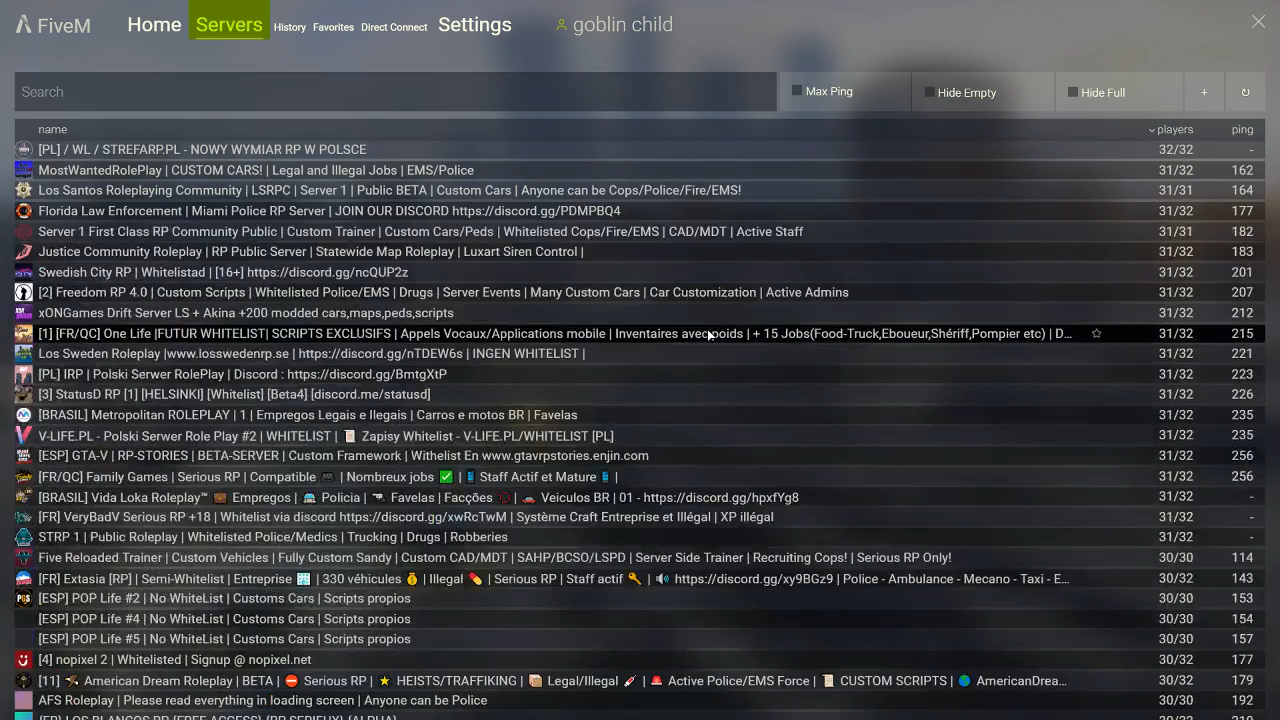 FiveM Home Servers History Favorites Direct Connect Settings goblin child
Search Max Ping Hide Empty Hide Full +
name players ping
[PL] / WL / STREFARP.PL - NOWY WYMIAR RP W POLSCE 32/32 -
MostWantedRolePlay | CUSTOM CARS! | Legal and Illegal Jobs | EMS/Police 31/32 162
Los Santos Roleplaying Community | LSRPC | Server 1 | Public BETA | Custom Cars | Anyone can be Cops/Police/Fire/EMS! 31/31 164
Florida Law Enforcement | Miami Police RP Server | JOIN OUR DISCORD https://discord.gg/PDMPBQ4 31/32 177
Server 1 First Class RP Community Public | Custom Trainer | Custom Cars/Peds | Whitelisted Cops/Fire/EMS | CAD/MDT | Active Staff 31/31 182
Justice Community Roleplay | RP Public Server | Statewide Map Roleplay | Luxart Siren Control | 31/32 183
Swedish City RP | Whitelistad | [16+] https://discord.gg/ncQUP2z 31/32 201
[2] Freedom RP 4.0 | Custom Scripts | Whitelisted Police/EMS | Drugs | Server Events | Many Custom Cars | Car Customization | Active Admins 31/32 207
xONGames Drift Server LS + Akina +200 modded cars,maps,peds,scripts 31/32 212
[1] [FR/QC] One Life |FUTUR WHITELIST| SCRIPTS EXCLUSIFS | Appels Vocaux/Applications mobile | Inventaires avec poids | + 15 Jobs(Food-Truck,Eboueur,Shériff,Pompier etc) | D... 31/32 215
Los Sweden Roleplay |www.losswedenrp.se | https://discord.gg/nTDEW6s | INGEN WHITELIST | 31/32 221
[PL] IRP | Polski Serwer RolePlay | Discord : https://discord.gg/BmtgXtP 31/32 223
[3] StatusD RP [1] [HELSINKI] [Whitelist] [Beta4] [discord.me/statusd] 31/32 226
[BRASIL] Metropolitan ROLEPLAY | 1 | Empregos Legais e Ilegais | Carros e motos BR | Favelas 31/32 235
V-LIFE.PL - Polski Serwer Role Play #2 | WHITELIST | 📜 Zapisy Whitelist - V-LIFE.PL/WHITELIST [PL] 31/32 235
[ESP] GTA-V | RP-STORIES | BETA-SERVER | Custom Framework | Withelist En www.gtavrpstories.enjin.com 31/32 256
[FR/QC] Family Games | Serious RP | Compatible 🎮 | Nombreux jobs ✅ | 📱 Staff Actif et Mature 📱 | 31/32 256
[BRASIL] Vida Loka Roleplay™ 💼 Empregos | 🚔 Policia | 🔫 Favelas | Facções 💢 | 🚗 Veiculos BR | 01 - https://discord.gg/hpxfYg8 31/32 -
[FR] VeryBadV Serious RP +18 | Whitelist via discord https://discord.gg/xwRcTwM | Système Craft Entreprise et Illégal | XP illégal 31/32 -
STRP 1 | Public Roleplay | Whitelisted Police/Medics | Trucking | Drugs | Robberies 31/32 -
Five Reloaded Trainer | Custom Vehicles | Fully Custom Sandy | Custom CAD/MDT | SAHP/BCSO/LSPD | Server Side Trainer | Recruiting Cops! | Serious RP Only! 30/30 114
[FR] Extasia [RP] | Semi-Whitelist | Entreprise 🏢 | 330 véhicules 💰 | Illegal 💊 | Serious RP | Staff actif 🔑 | 🔊 https://discord.gg/xy9BGz9 | Police - Ambulance - Mecano - Taxi - E... 30/32 143
[ESP] POP Life #2 | No WhiteList | Customs Cars | Scripts propios 30/30 153
[ESP] POP Life #4 | No WhiteList | Customs Cars | Scripts propios 30/30 154
[ESP] POP Life #5 | No WhiteList | Customs Cars | Scripts propios 30/30 157
[4] nopixel 2 | Whitelisted | Signup @ nopixel.net 30/32 177
[11] 🦅 American Dream Roleplay | BETA | ⛔ Serious RP | ⭐ HEISTS/TRAFFIKING | 📦 Legal/Illegal 💉 | 🚨 Active Police/EMS Force | 📜 CUSTOM SCRIPTS | 🌎 AmericanDrea... 30/32 179
AFS Roleplay | Please read everything in loading screen | Anyone can be Police 30/30 192